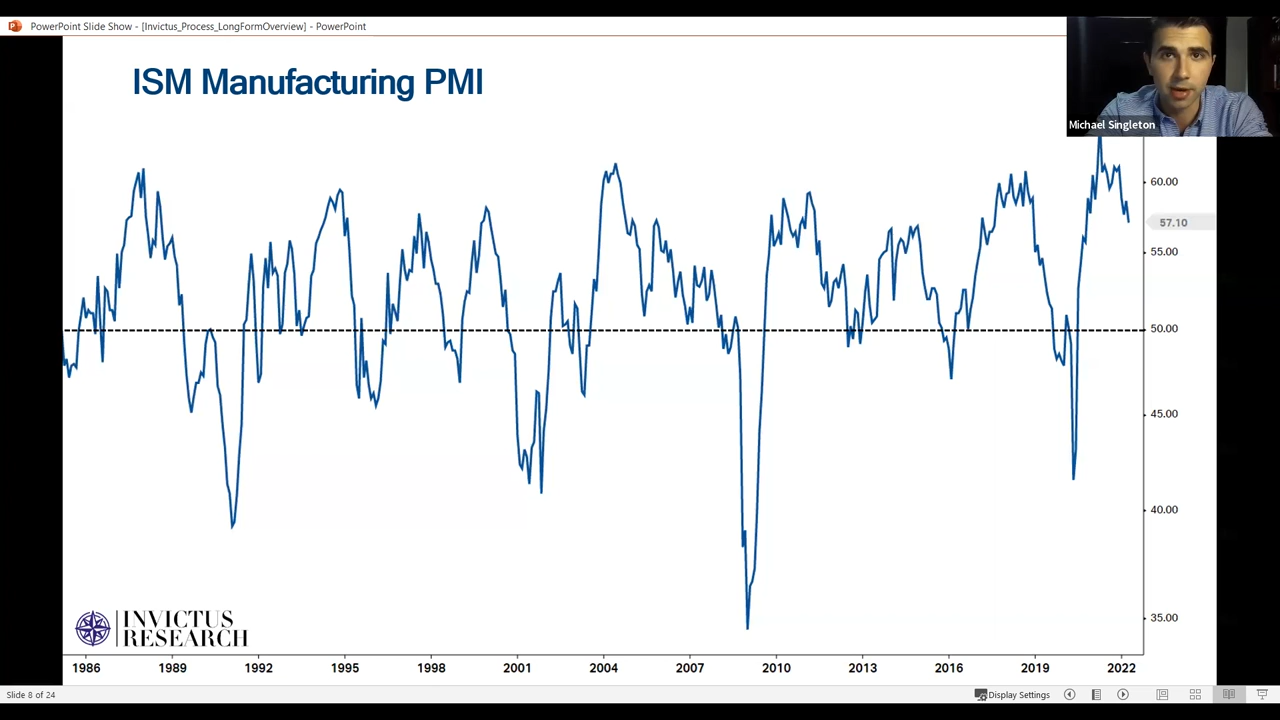 PowerPoint Slide Show - [Invictus_Process_LongFormOverview] - PowerPoint
ISM Manufacturing PMI
Michael Singleton
60.00
57.10
55.00
50.00
45.00
40.00
35.00
INVICTUS
RESEARCH
1986 1989 1992 1995 1998 2001 2004 2007 2010 2013 2016 2019 2022
Slide 8 of 24
Display Settings